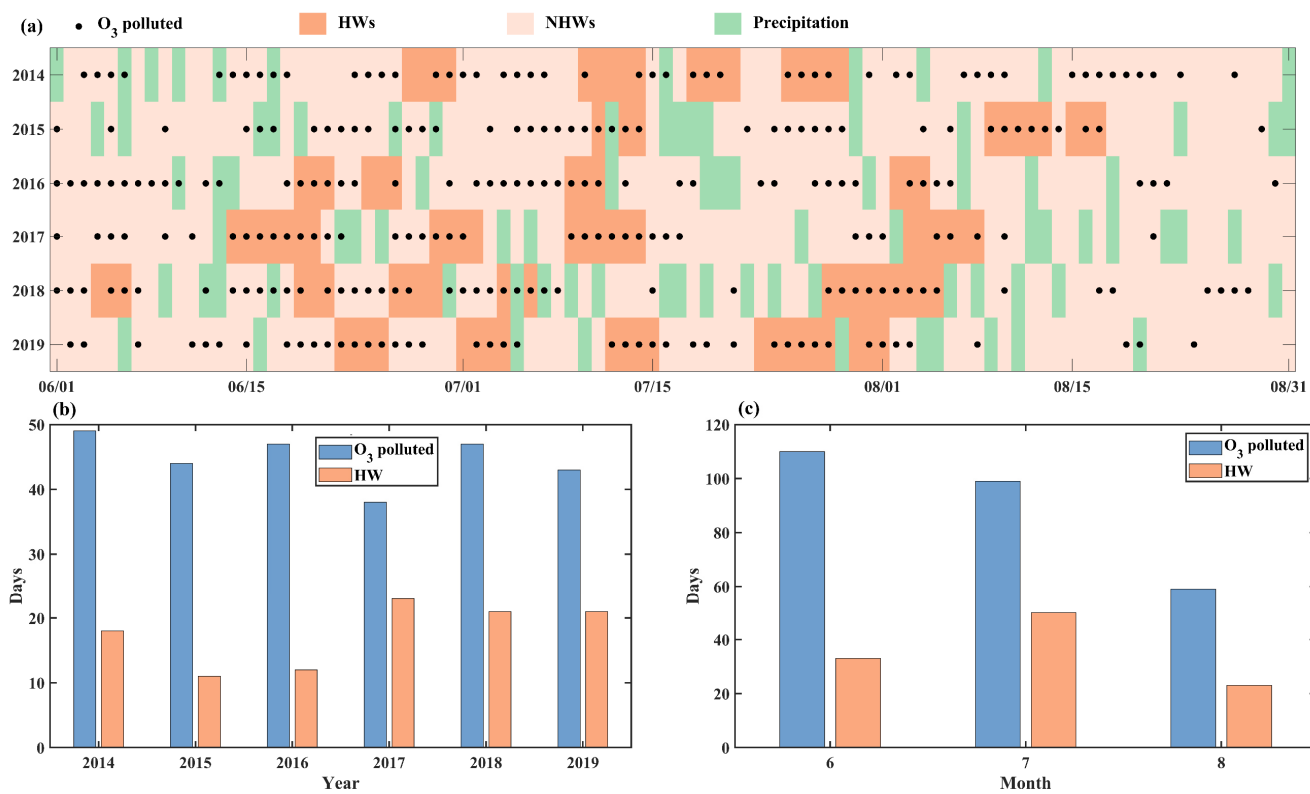 (a)
O3 polluted HWs NHWs Precipitation
2014
2015
2016
2017
2018
2019
06/01 06/15 07/01 07/15 08/01 08/15 08/31
(b)
50
40
30
20
10
0
Days
O3 polluted
HW
2014 2015 2016 2017 2018 2019
Year
(c)
120
100
80
60
40
20
0
Days
O3 polluted
HW
6 7 8
Month